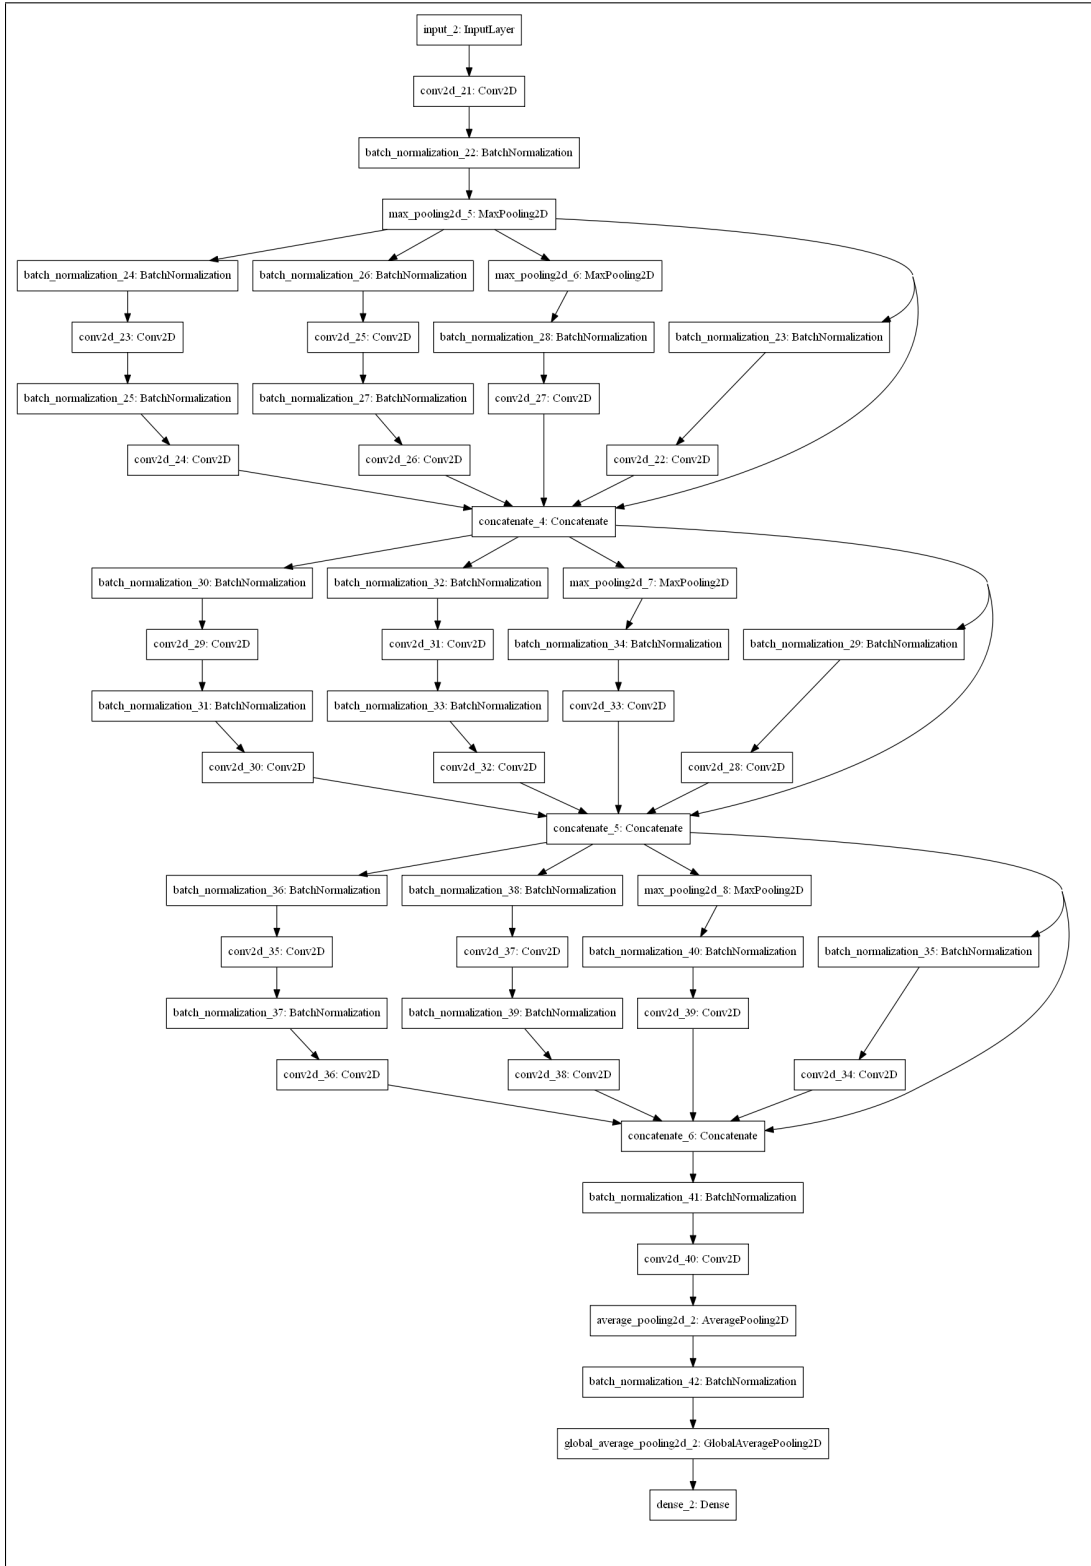 input_2: InputLayer
conv2d_21: Conv2D
batch_normalization_22: BatchNormalization
max_pooling2d_5: MaxPooling2D
batch_normalization_24: BatchNormalization
batch_normalization_26: BatchNormalization
max_pooling2d_6: MaxPooling2D
conv2d_23: Conv2D
conv2d_25: Conv2D
batch_normalization_28: BatchNormalization
batch_normalization_23: BatchNormalization
batch_normalization_25: BatchNormalization
batch_normalization_27: BatchNormalization
conv2d_27: Conv2D
conv2d_24: Conv2D
conv2d_26: Conv2D
conv2d_22: Conv2D
concatenate_4: Concatenate
batch_normalization_30: BatchNormalization
batch_normalization_32: BatchNormalization
max_pooling2d_7: MaxPooling2D
conv2d_29: Conv2D
conv2d_31: Conv2D
batch_normalization_34: BatchNormalization
batch_normalization_29: BatchNormalization
batch_normalization_31: BatchNormalization
batch_normalization_33: BatchNormalization
conv2d_33: Conv2D
conv2d_30: Conv2D
conv2d_32: Conv2D
conv2d_28: Conv2D
concatenate_5: Concatenate
batch_normalization_36: BatchNormalization
batch_normalization_38: BatchNormalization
max_pooling2d_8: MaxPooling2D
conv2d_35: Conv2D
conv2d_37: Conv2D
batch_normalization_40: BatchNormalization
batch_normalization_35: BatchNormalization
batch_normalization_37: BatchNormalization
batch_normalization_39: BatchNormalization
conv2d_39: Conv2D
conv2d_36: Conv2D
conv2d_38: Conv2D
conv2d_34: Conv2D
concatenate_6: Concatenate
batch_normalization_41: BatchNormalization
conv2d_40: Conv2D
average_pooling2d_2: AveragePooling2D
batch_normalization_42: BatchNormalization
global_average_pooling2d_2: GlobalAveragePooling2D
dense_2: Dense